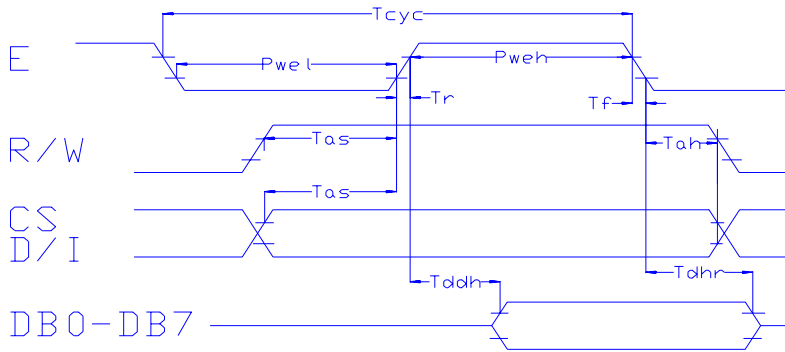 Tcyc
E
Pwel
Pweh
Tr
Tf
R/W
Tas
Tah
Tas
CS
D/I
Tddh
Tdhr
DB0-DB7